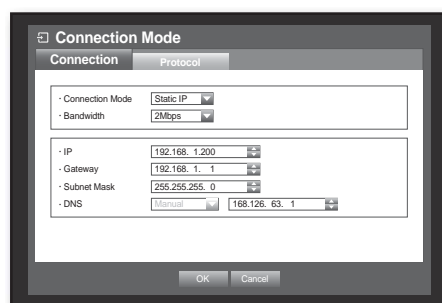 Connection Mode
Connection Protocol
· Connection Mode Static IP
· Bandwidth 2Mbps
· IP 192.168. 1.200
· Gateway 192.168. 1. 1
· Subnet Mask 255.255.255. 0
· DNS Manual 168.126. 63. 1
OK Cancel